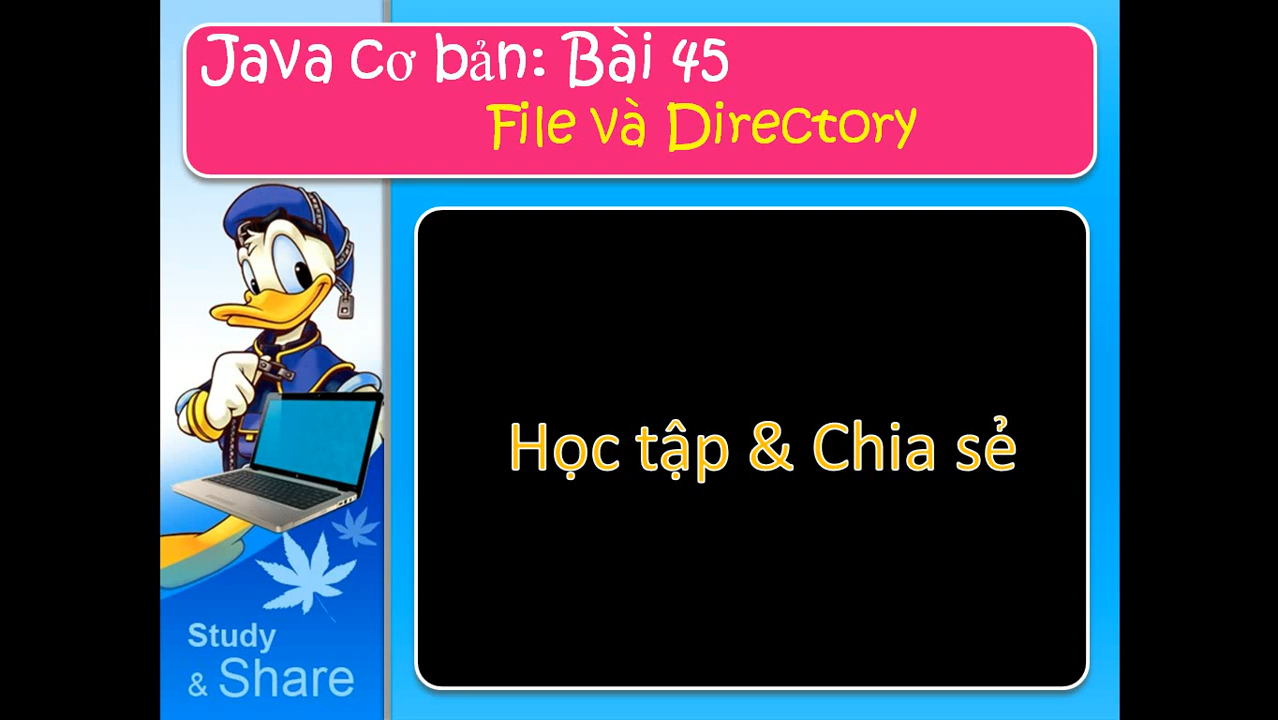 Java cơ bản: Bài 45
File và Directory
Học tập & Chia sẻ
Study
& Share